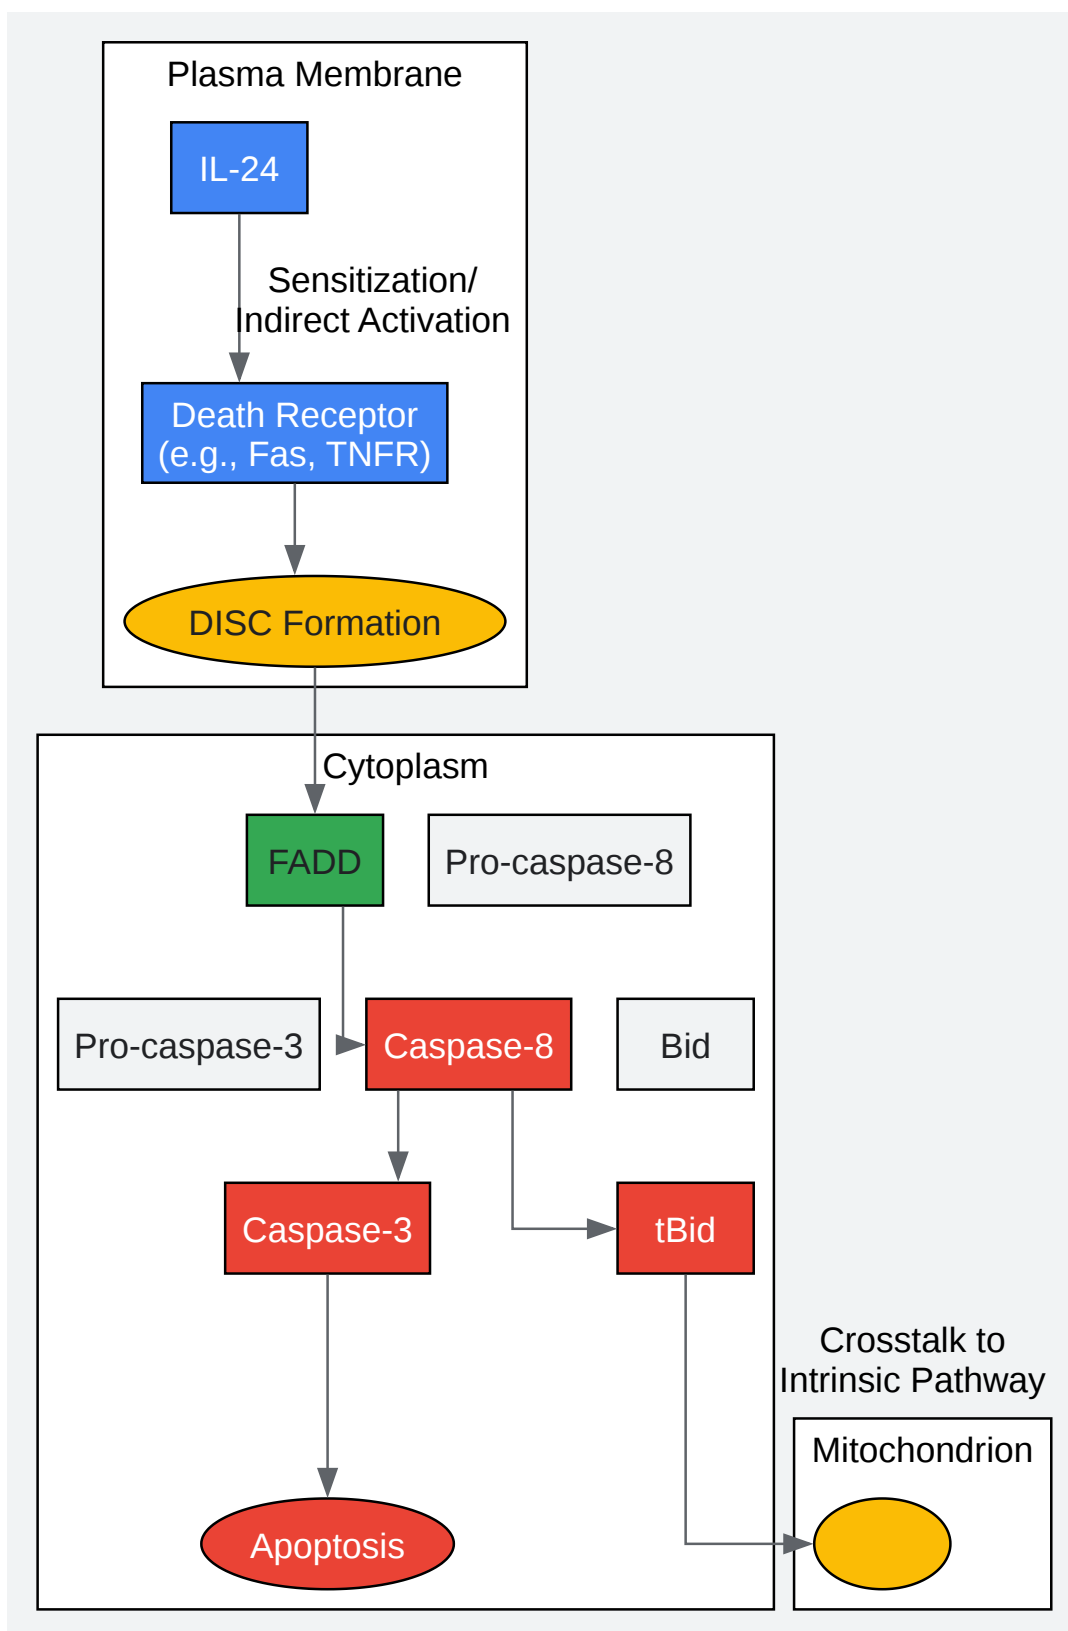 Plasma Membrane
IL-24
Sensitization/
Indirect Activation
Death Receptor
(e.g., Fas, TNFR)
DISC Formation
Cytoplasm
FADD
Pro-caspase-8
Pro-caspase-3
Caspase-8
Bid
Caspase-3
tBid
Crosstalk to
Intrinsic Pathway
Mitochondrion
Apoptosis